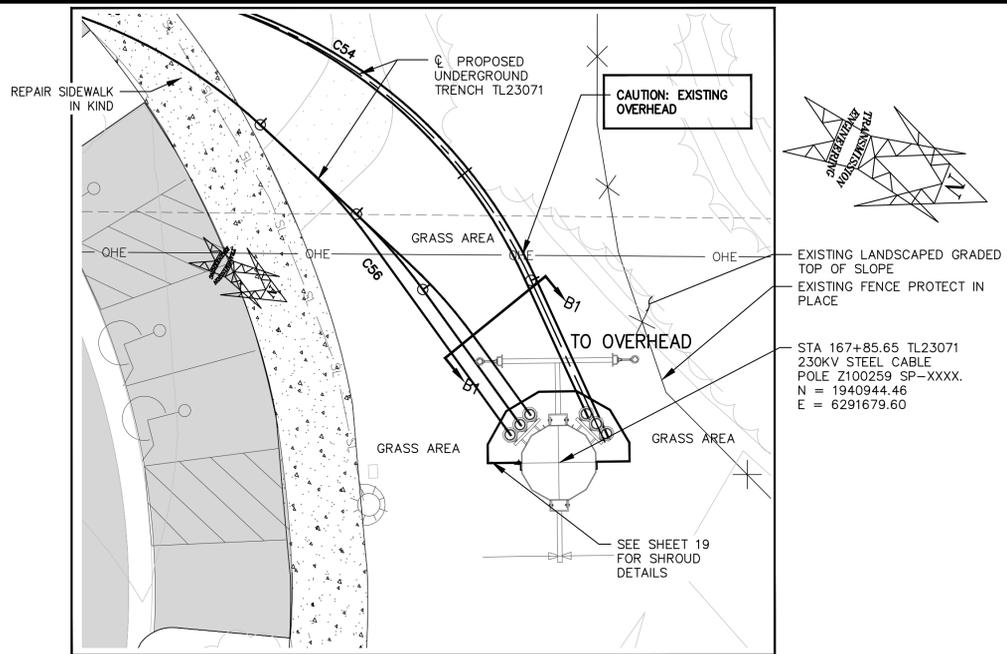 C54
℄ PROPOSED
UNDERGROUND
TRENCH TL23071
REPAIR SIDEWALK
IN KIND
CAUTION: EXISTING
OVERHEAD
TRANSMISSION
ENGINEERING
N
SL
SL
GRASS AREA
OHE
OHE
OHE
OHE
C56
SL
EXISTING LANDSCAPED GRADED
TOP OF SLOPE
EXISTING FENCE PROTECT IN
PLACE
B1
TO OVERHEAD
B1
STA 167+85.65 TL23071
230KV STEEL CABLE
POLE Z100259 SP-XXXX.
N = 1940944.46
E = 6291679.60
GRASS AREA
GRASS AREA
SEE SHEET 19
FOR SHROUD
DETAILS